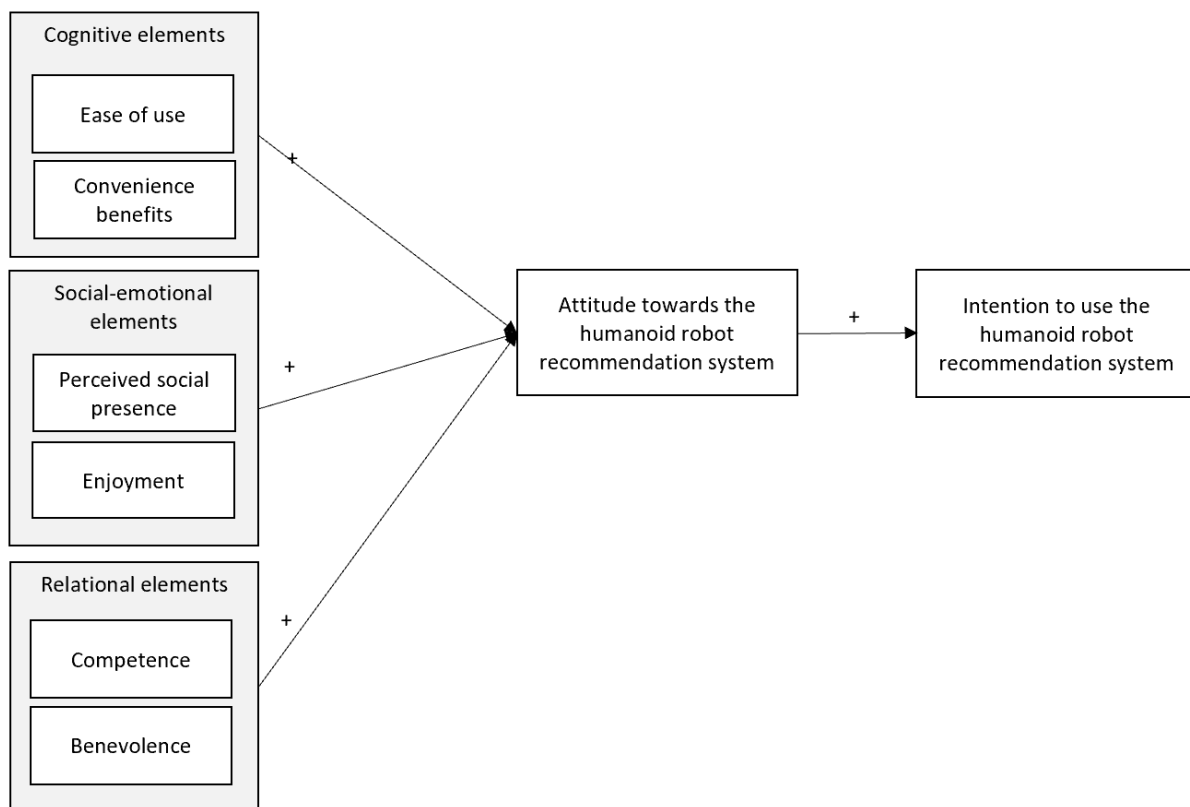 Cognitive elements
Ease of use
Convenience
benefits
+
Social-emotional
elements
Perceived social
presence
Enjoyment
+
Relational elements
Competence
Benevolence
+
Attitude towards the
humanoid robot
recommendation system
+
Intention to use the
humanoid robot
recommendation system